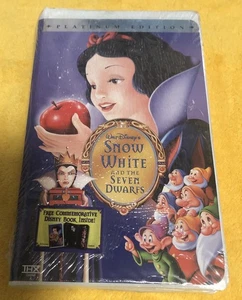 PLATINUM EDITION
WALT DISNEY'S
SNOW
WHITE
AND THE
SEVEN
DWARFS
FREE COMMEMORATIVE
DISNEY BOOK INSIDE!
THX